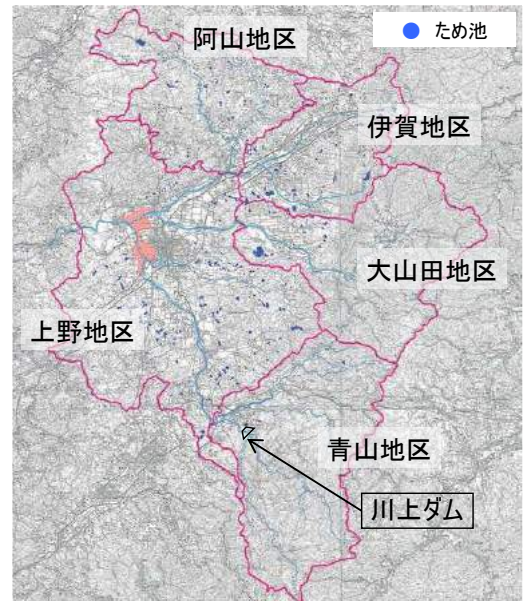 阿山地区
ため池
伊賀地区
大山田地区
上野地区
青山地区
川上ダム